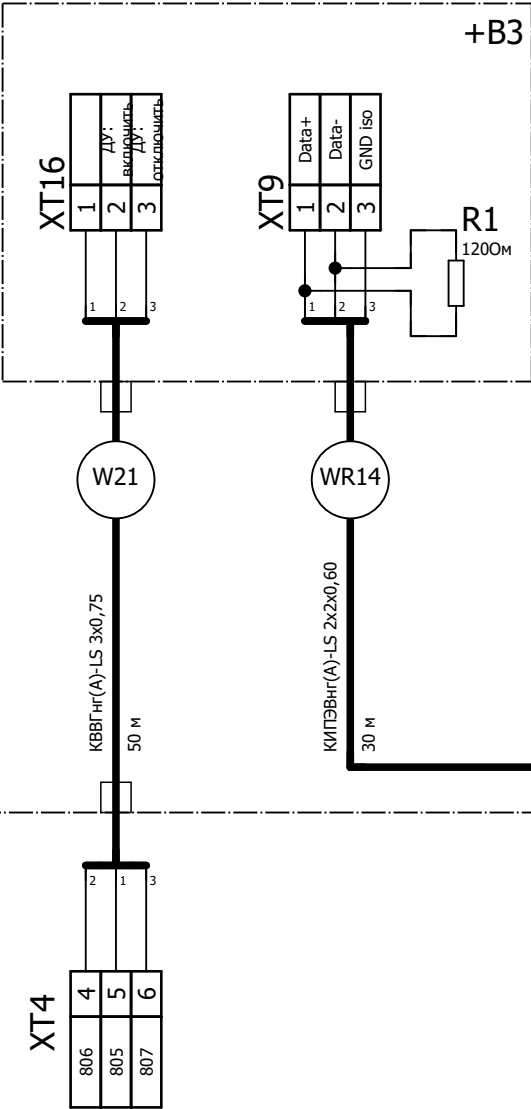 +B3
XT16
ДУ:
включить
ДУ:
отключить
1
2
3
1
2
3
XT9
Data+
Data-
GND iso
1
2
3
1
2
3
R1
120Ом
W21
WR14
КВВГнг(А)-LS 3x0,75
50 м
КИПЭВнг(А)-LS 2x2x0,60
30 м
2
1
3
XT4
4
5
6
806
805
807